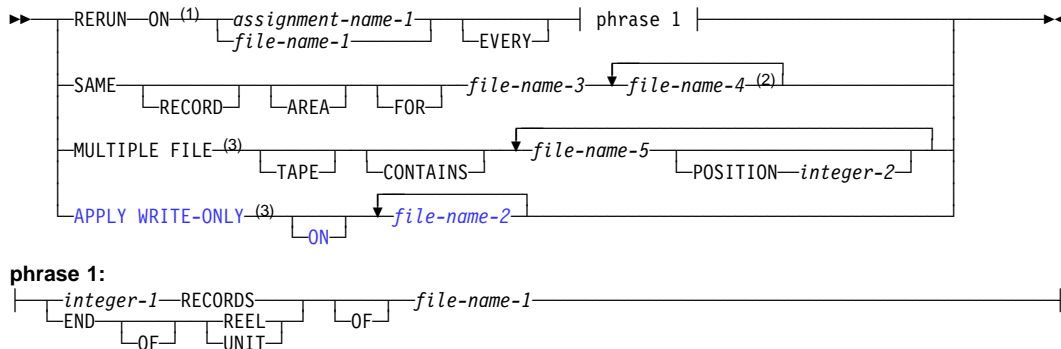 RERUN ON (1) assignment-name-1 phrase 1
file-name-1 EVERY
SAME file-name-3 file-name-4 (2)
RECORD AREA FOR
MULTIPLE FILE (3) file-name-5
TAPE CONTAINS POSITION integer-2
APPLY WRITE-ONLY (3) file-name-2
ON
phrase 1:
integer-1 RECORDS file-name-1
END REEL OF
OF UNIT